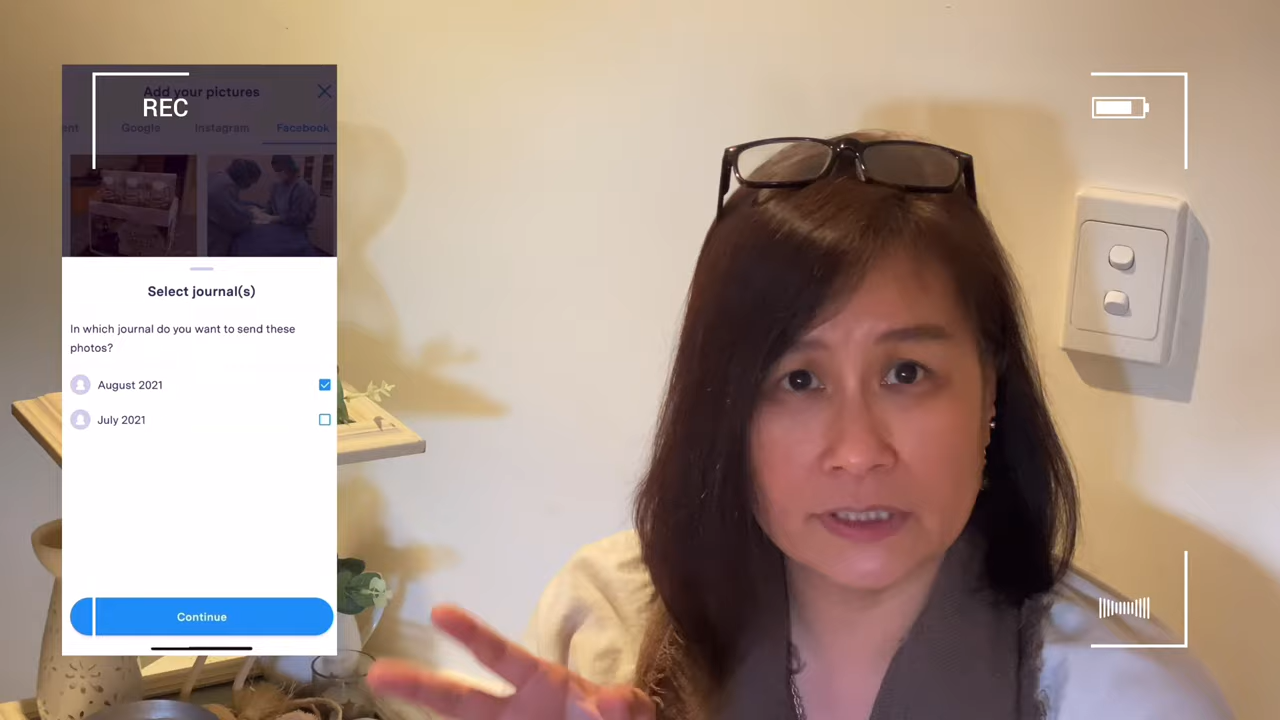 Add your pictures
REC
ent Google Instagram Facebook
Select journal(s)
In which journal do you want to send these
photos?
August 2021
July 2021
Continue